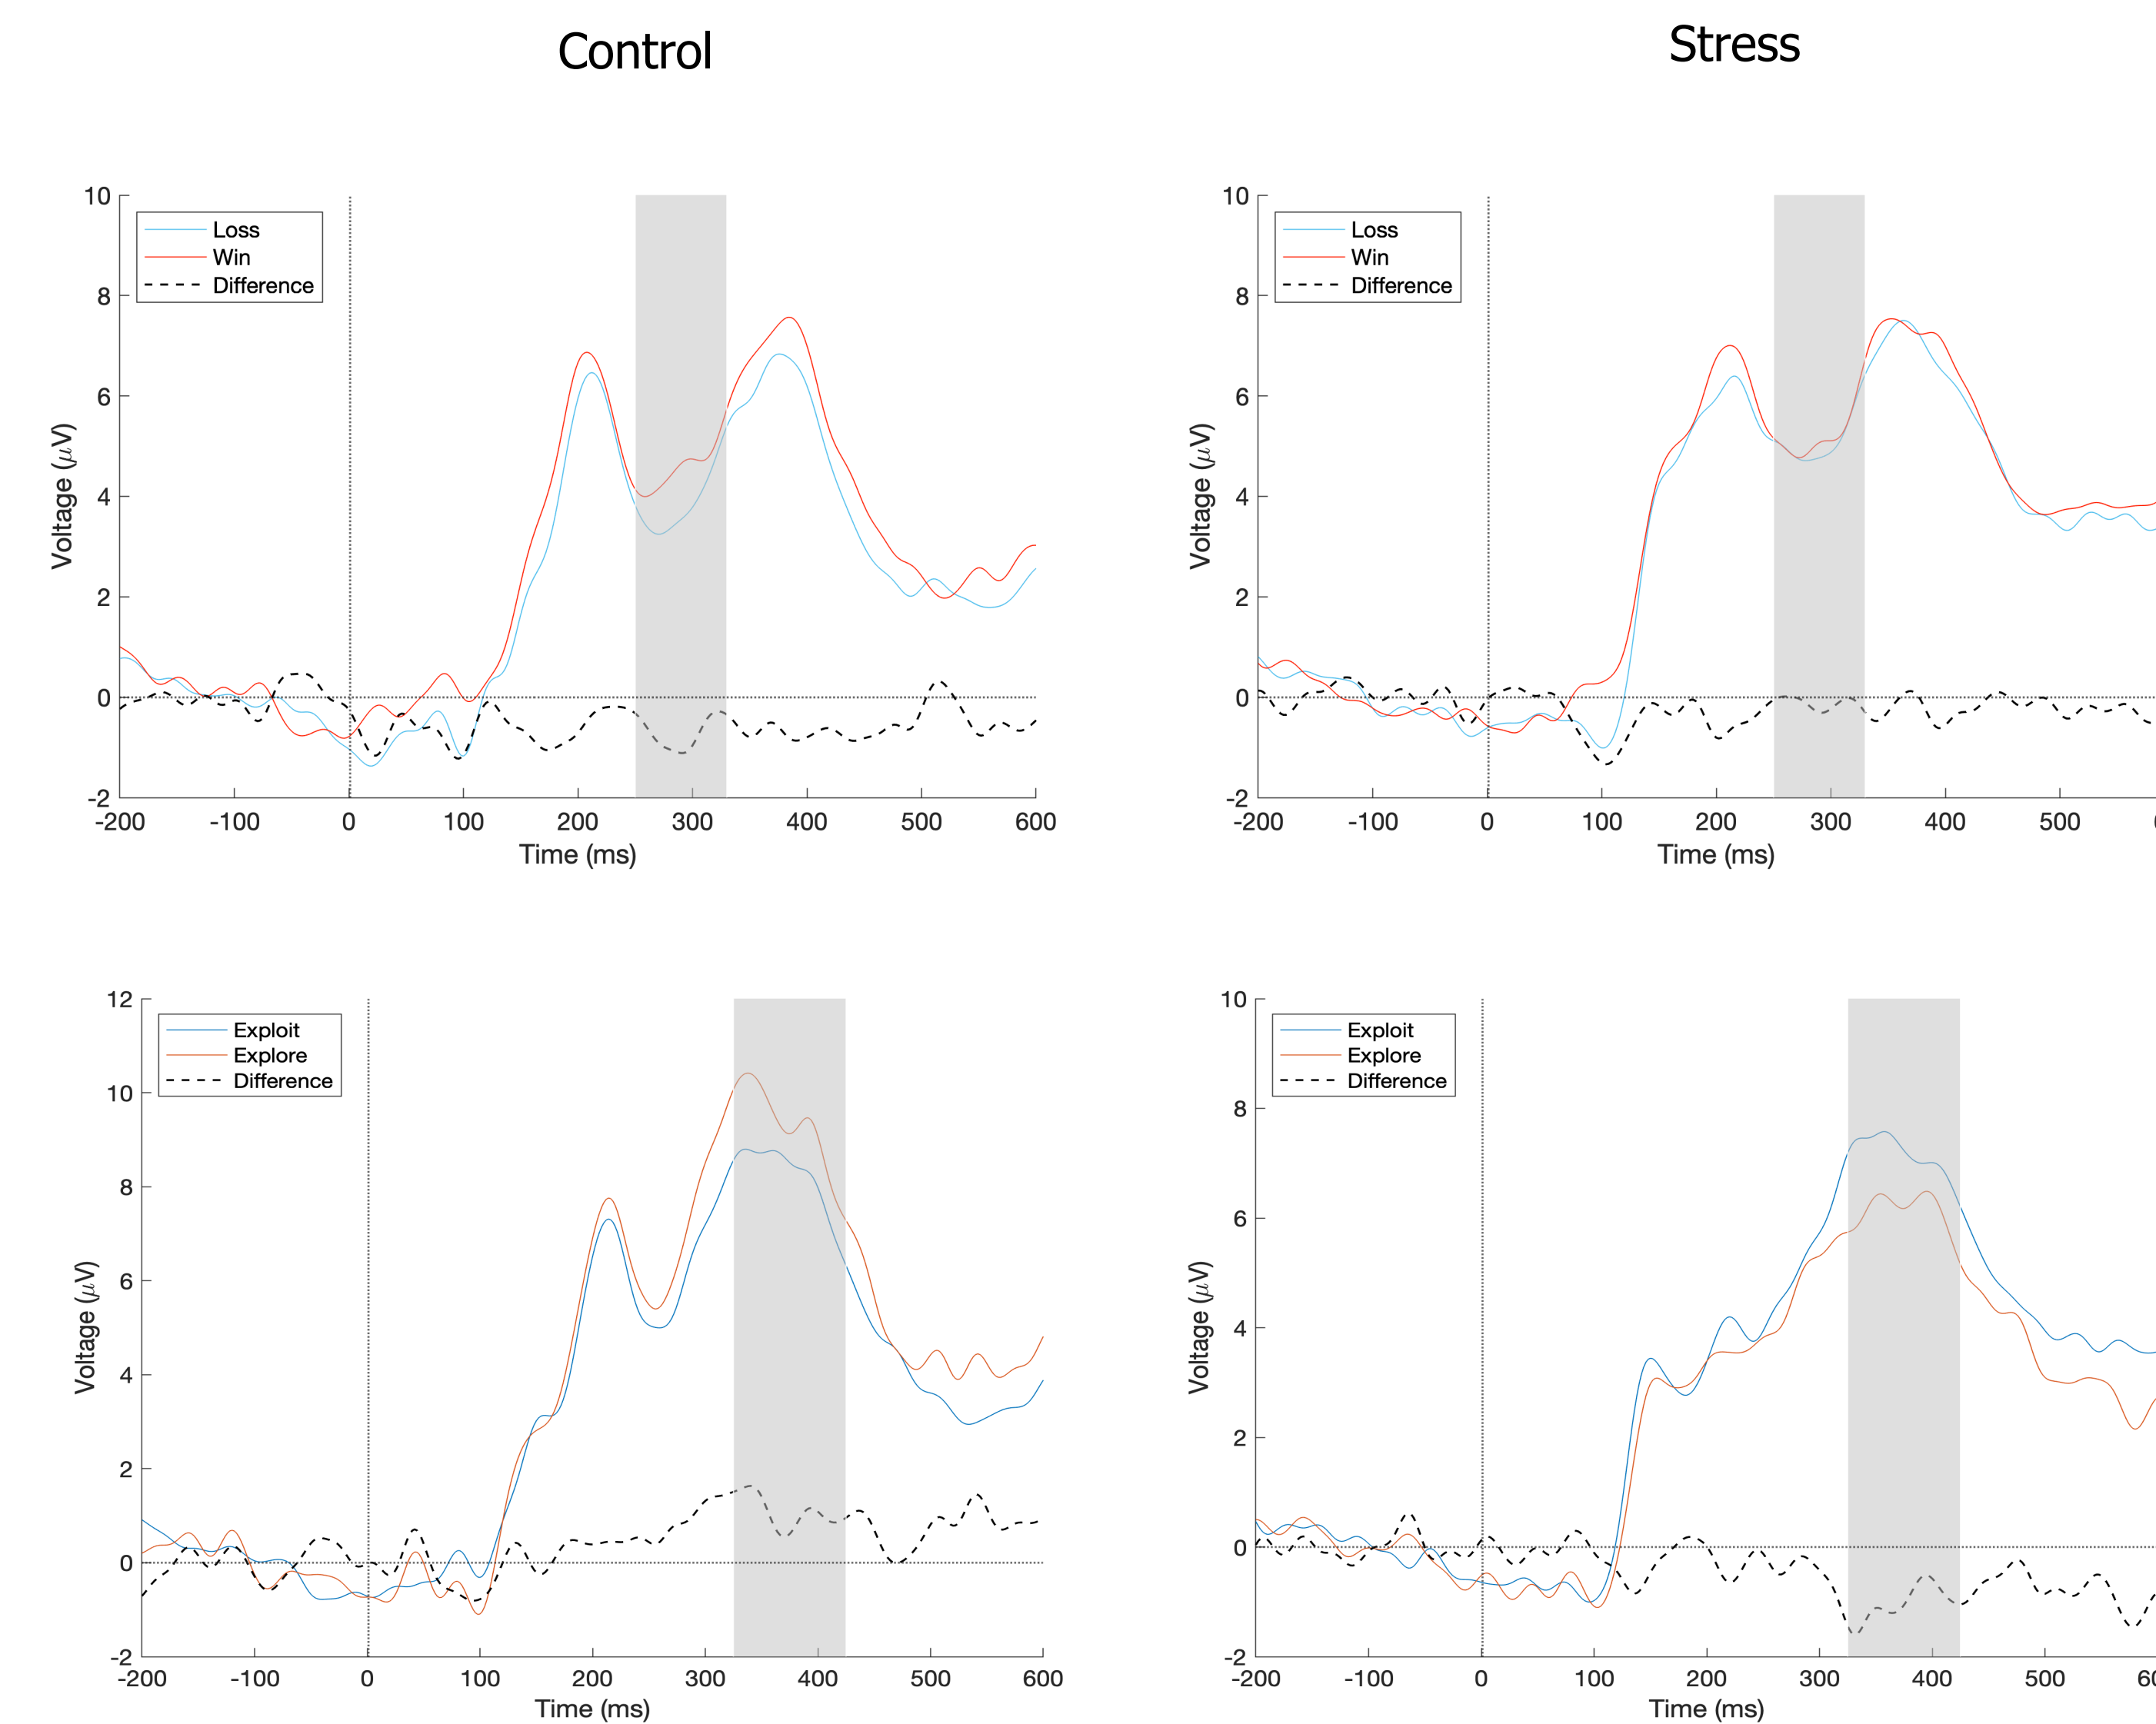 Control
Stress
10
8
6
4
2
0
-2
Voltage (μV)
Loss
Win
Difference
-200 -100 0 100 200 300 400 500 600
Time (ms)
10
8
6
4
2
0
-2
Voltage (μV)
Loss
Win
Difference
-200 -100 0 100 200 300 400 500
Time (ms)
12
10
8
6
4
2
0
-2
Voltage (μV)
Exploit
Explore
Difference
-200 -100 0 100 200 300 400 500 600
Time (ms)
10
8
6
4
2
0
-2
Voltage (μV)
Exploit
Explore
Difference
-200 -100 0 100 200 300 400 500
Time (ms)